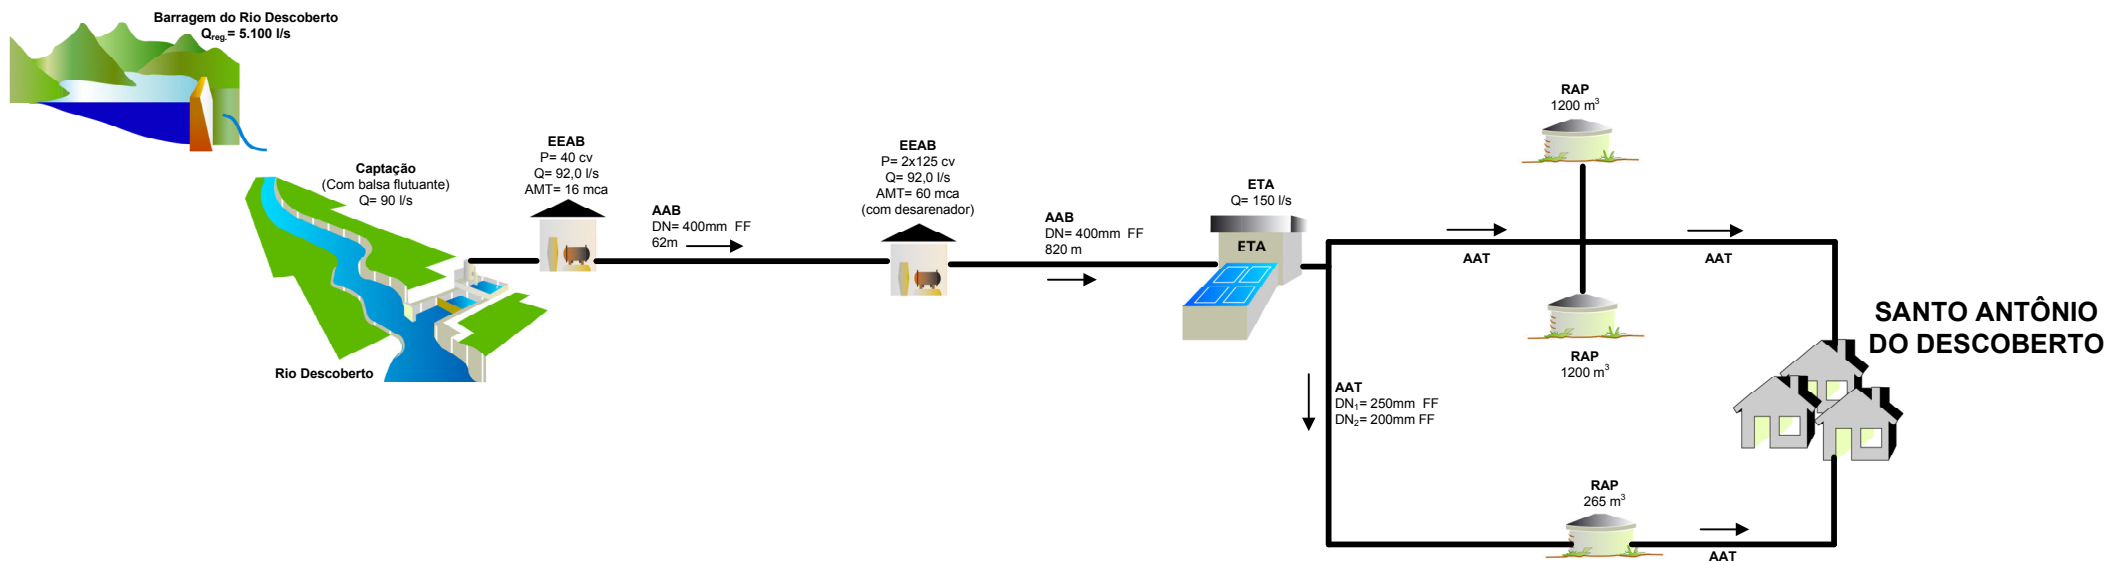 Barragem do Rio Descoberto
Qreg.= 5.100 l/s
Captação
(Com balsa flutuante)
Q= 90 l/s
Rio Descoberto
EEAB
P= 40 cv
Q= 92,0 l/s
AMT= 16 mca
AAB
DN= 400mm FF
62m
EEAB
P= 2x125 cv
Q= 92,0 l/s
AMT= 60 mca
(com desarenador)
AAB
DN= 400mm FF
820 m
ETA
Q= 150 l/s
ETA
AAT
RAP
1200 m³
AAT
RAP
1200 m³
SANTO ANTÔNIO
DO DESCOBERTO
AAT
DN₁= 250mm FF
DN₂= 200mm FF
RAP
265 m³
AAT